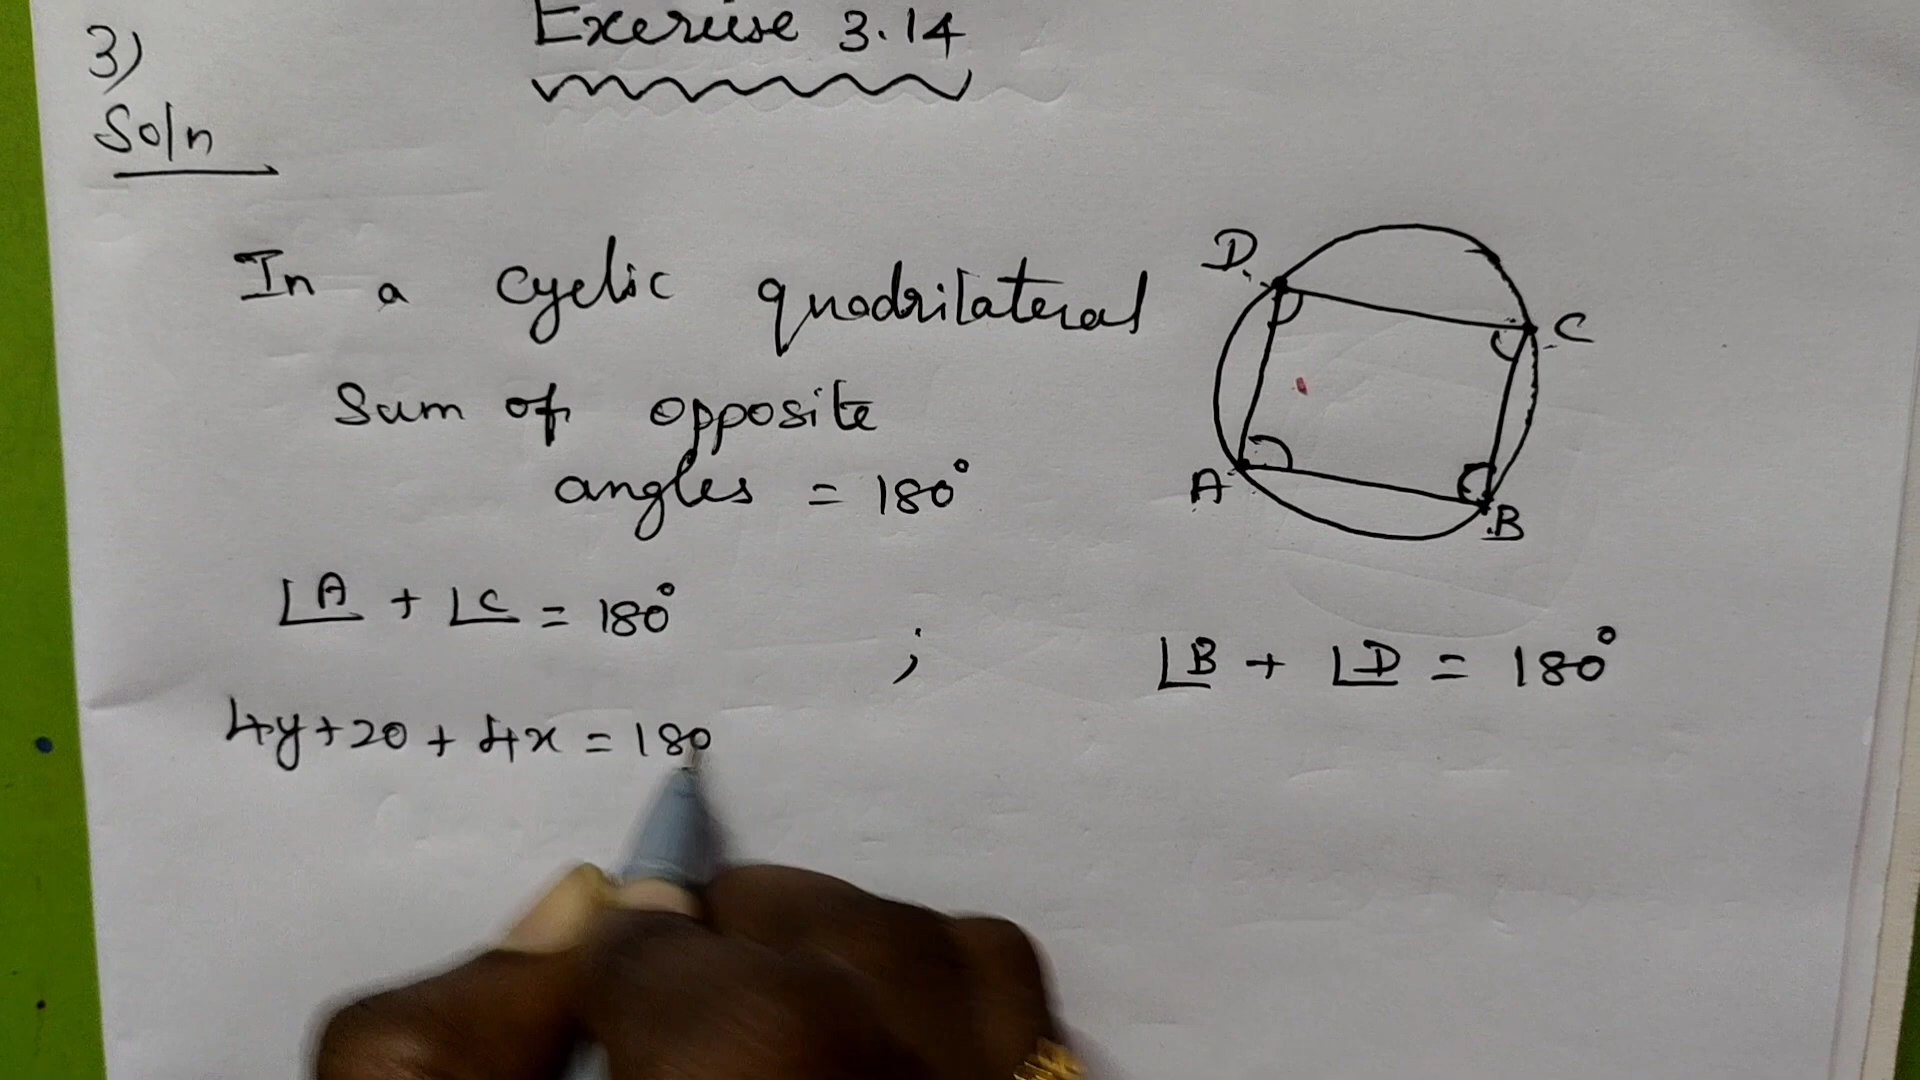 Exercise 3.14
3)
Soln
In a cyclic quadrilateral
Sum of opposite
angles = 180°
D
C
A
B
∠A + ∠C = 180° ; ∠B + ∠D = 180°
4y+20 + 4x = 180